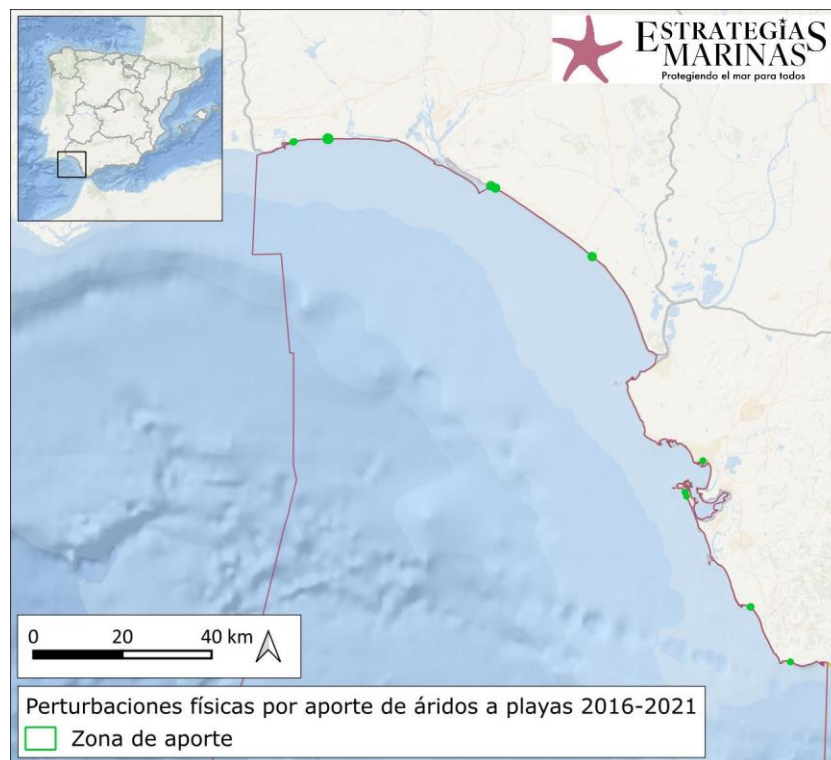 ESTRATEGIAS
MARINAS
Protegiendo el mar para todos
0 20 40 km
Perturbaciones físicas por aporte de áridos a playas 2016-2021
Zona de aporte